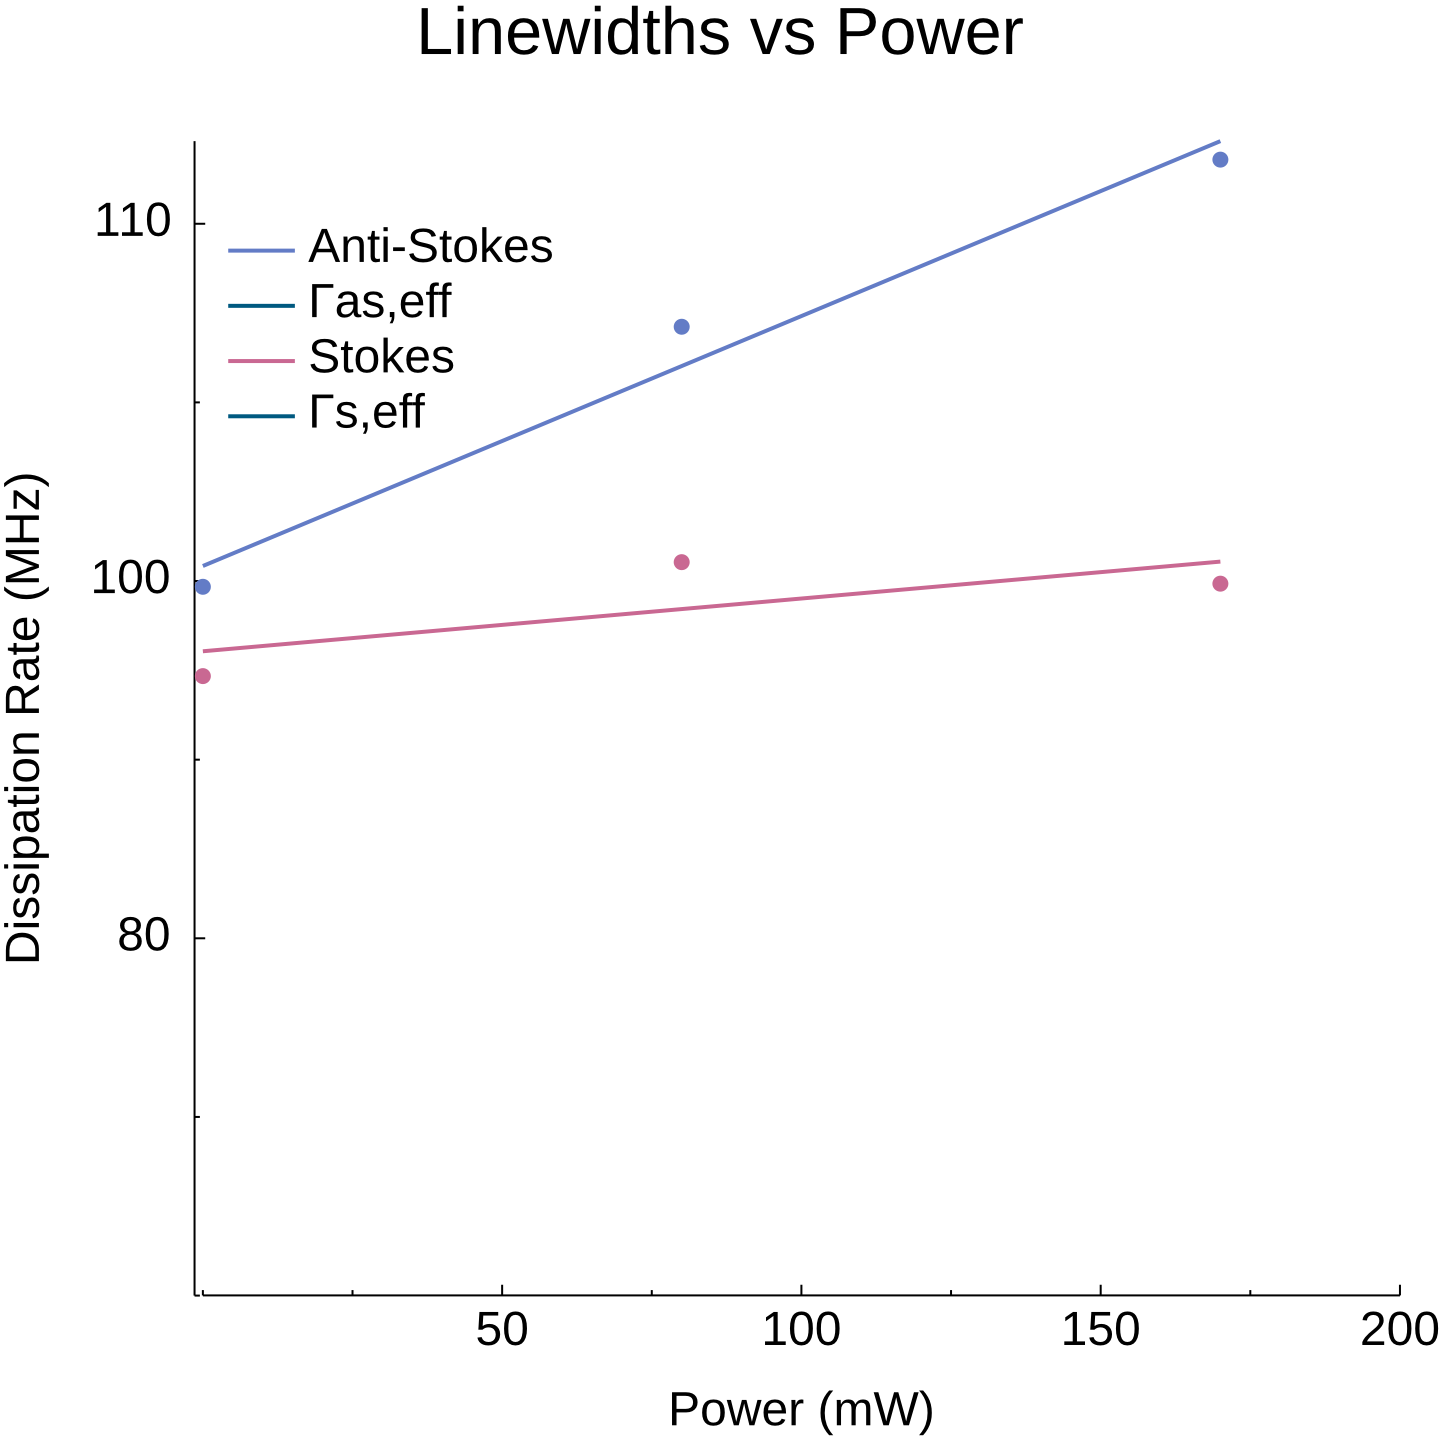 Linewidths vs Power
110
100
80
Dissipation Rate (MHz)
Anti-Stokes
Γas,eff
Stokes
Γs,eff
50
100
150
200
Power (mW)